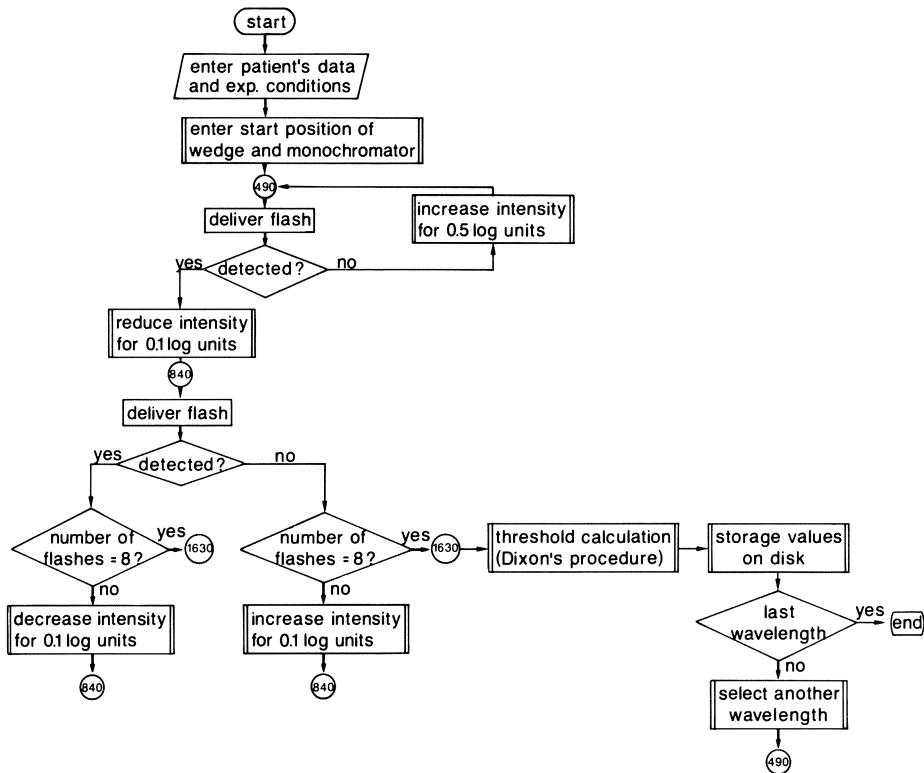 start
enter patient's data
and exp. conditions
enter start position of
wedge and monochromator
490
deliver flash
increase intensity
for 0.5 log units
yes
detected?
no
reduce intensity
for 0.1 log units
840
deliver flash
yes
detected?
no
number of
flashes = 8?
yes
1630
number of
flashes = 8?
yes
1630
threshold calculation
(Dixon's procedure)
storage values
on disk
no
decrease intensity
for 0.1 log units
840
no
increase intensity
for 0.1 log units
840
last
wavelength
yes
end
no
select another
wavelength
490